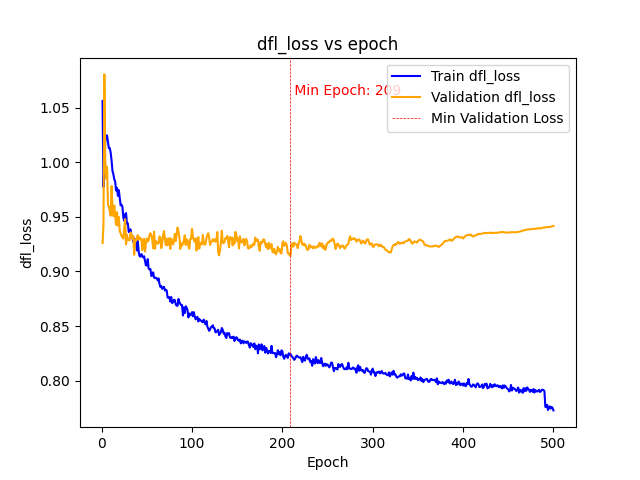 dfl_loss vs epoch
Min Epoch: 209
Train dfl_loss
Validation dfl_loss
Min Validation Loss
1.05
1.00
0.95
0.90
0.85
0.80
dfl_loss
0
100
200
300
400
500
Epoch